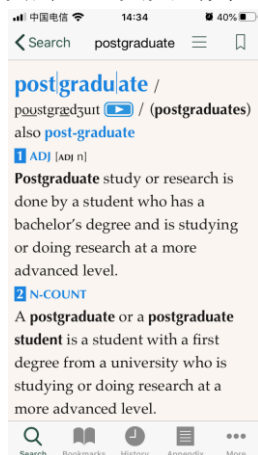 中国电信 14:34 40%
Search postgraduate
post|gradu|ate /
poʊstgrædʒuɪt / (postgraduates)
also post-graduate
1 ADJ [ADJ n]
Postgraduate study or research is
done by a student who has a
bachelor's degree and is studying
or doing research at a more
advanced level.
2 N-COUNT
A postgraduate or a postgraduate
student is a student with a first
degree from a university who is
studying or doing research at a
more advanced level.
Search Bookmarks History Appendix More